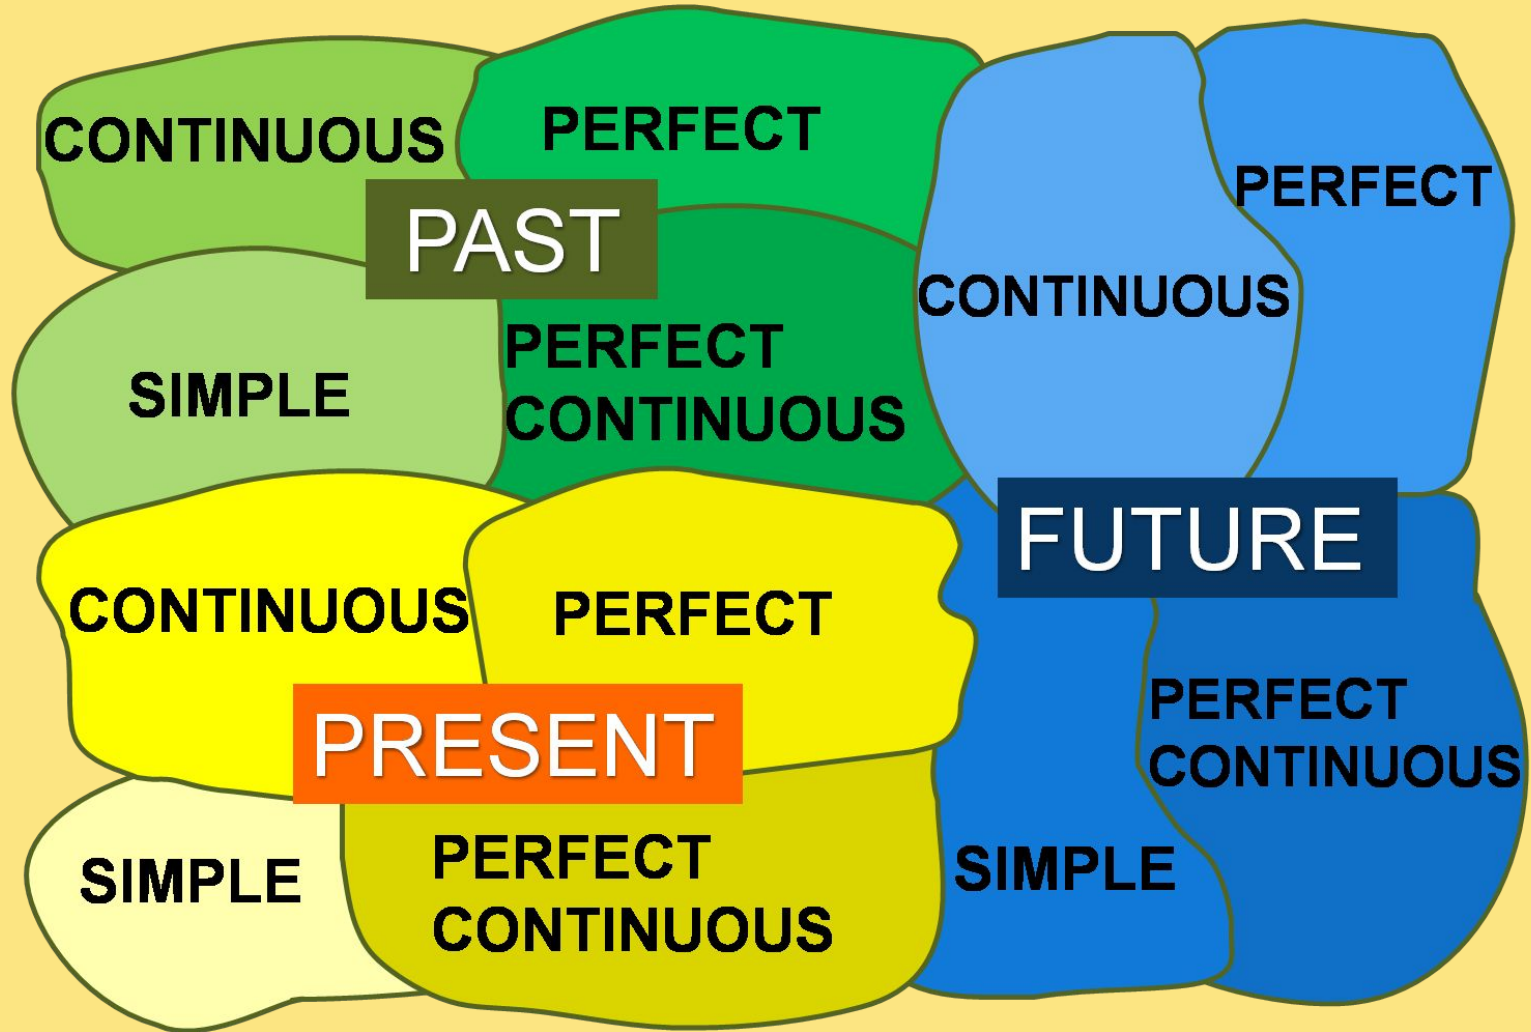 PAST
CONTINUOUS
PERFECT
SIMPLE
PERFECT
CONTINUOUS
PRESENT
CONTINUOUS
PERFECT
SIMPLE
PERFECT
CONTINUOUS
FUTURE
CONTINUOUS
PERFECT
SIMPLE
PERFECT
CONTINUOUS